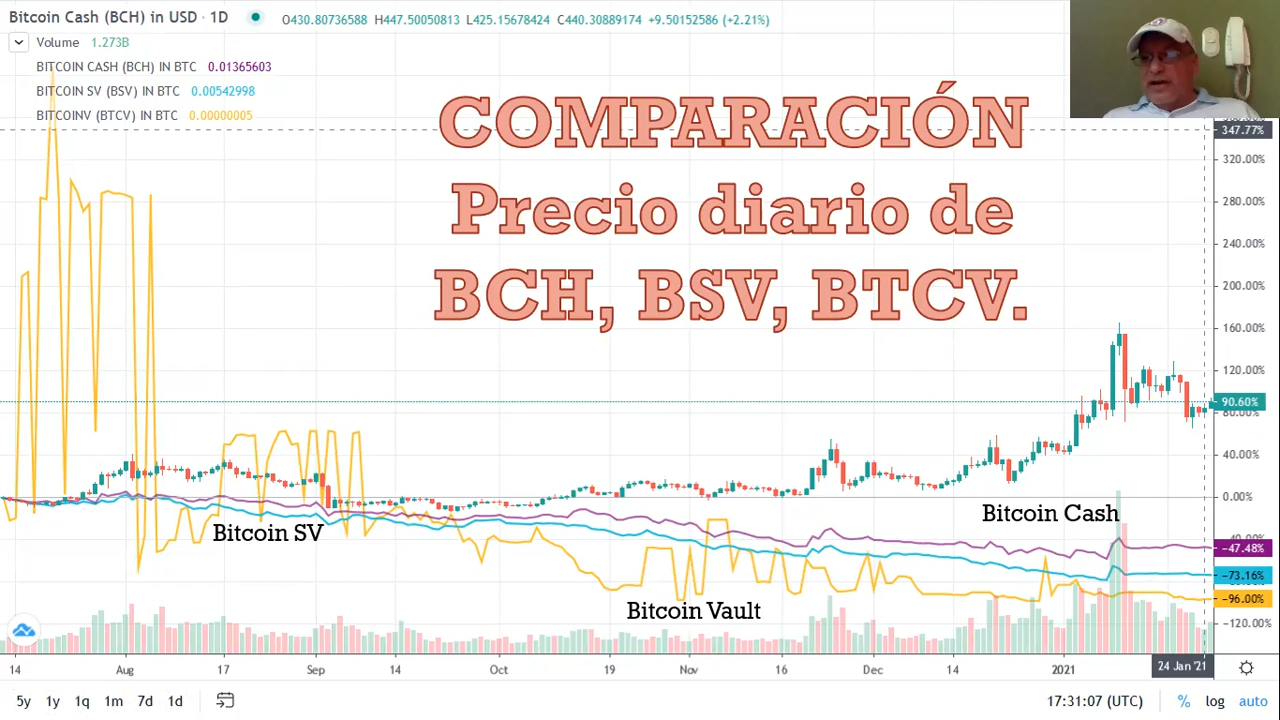 Bitcoin Cash (BCH) in USD · 1D O430.80736588 H447.50050813 L425.15678424 C440.30889174 +9.50152586 (+2.21%)
Volume 1.273B
BITCOIN CASH (BCH) IN BTC 0.01365603
BITCOIN SV (BSV) IN BTC 0.00542998
BITCOINV (BTCV) IN BTC 0.00000005
COMPARACIÓN
Precio diario de
BCH, BSV, BTCV.
347.77%
320.00%
280.00%
240.00%
200.00%
160.00%
120.00%
90.60%
80.00%
40.00%
0.00%
Bitcoin Cash
Bitcoin SV
-47.48%
-73.16%
-96.00%
Bitcoin Vault
-120.00%
14 Aug 17 Sep 14 Oct 19 Nov 16 Dec 14 2021 24 Jan '21
5y 1y 1q 1m 7d 1d 17:31:07 (UTC) % log auto